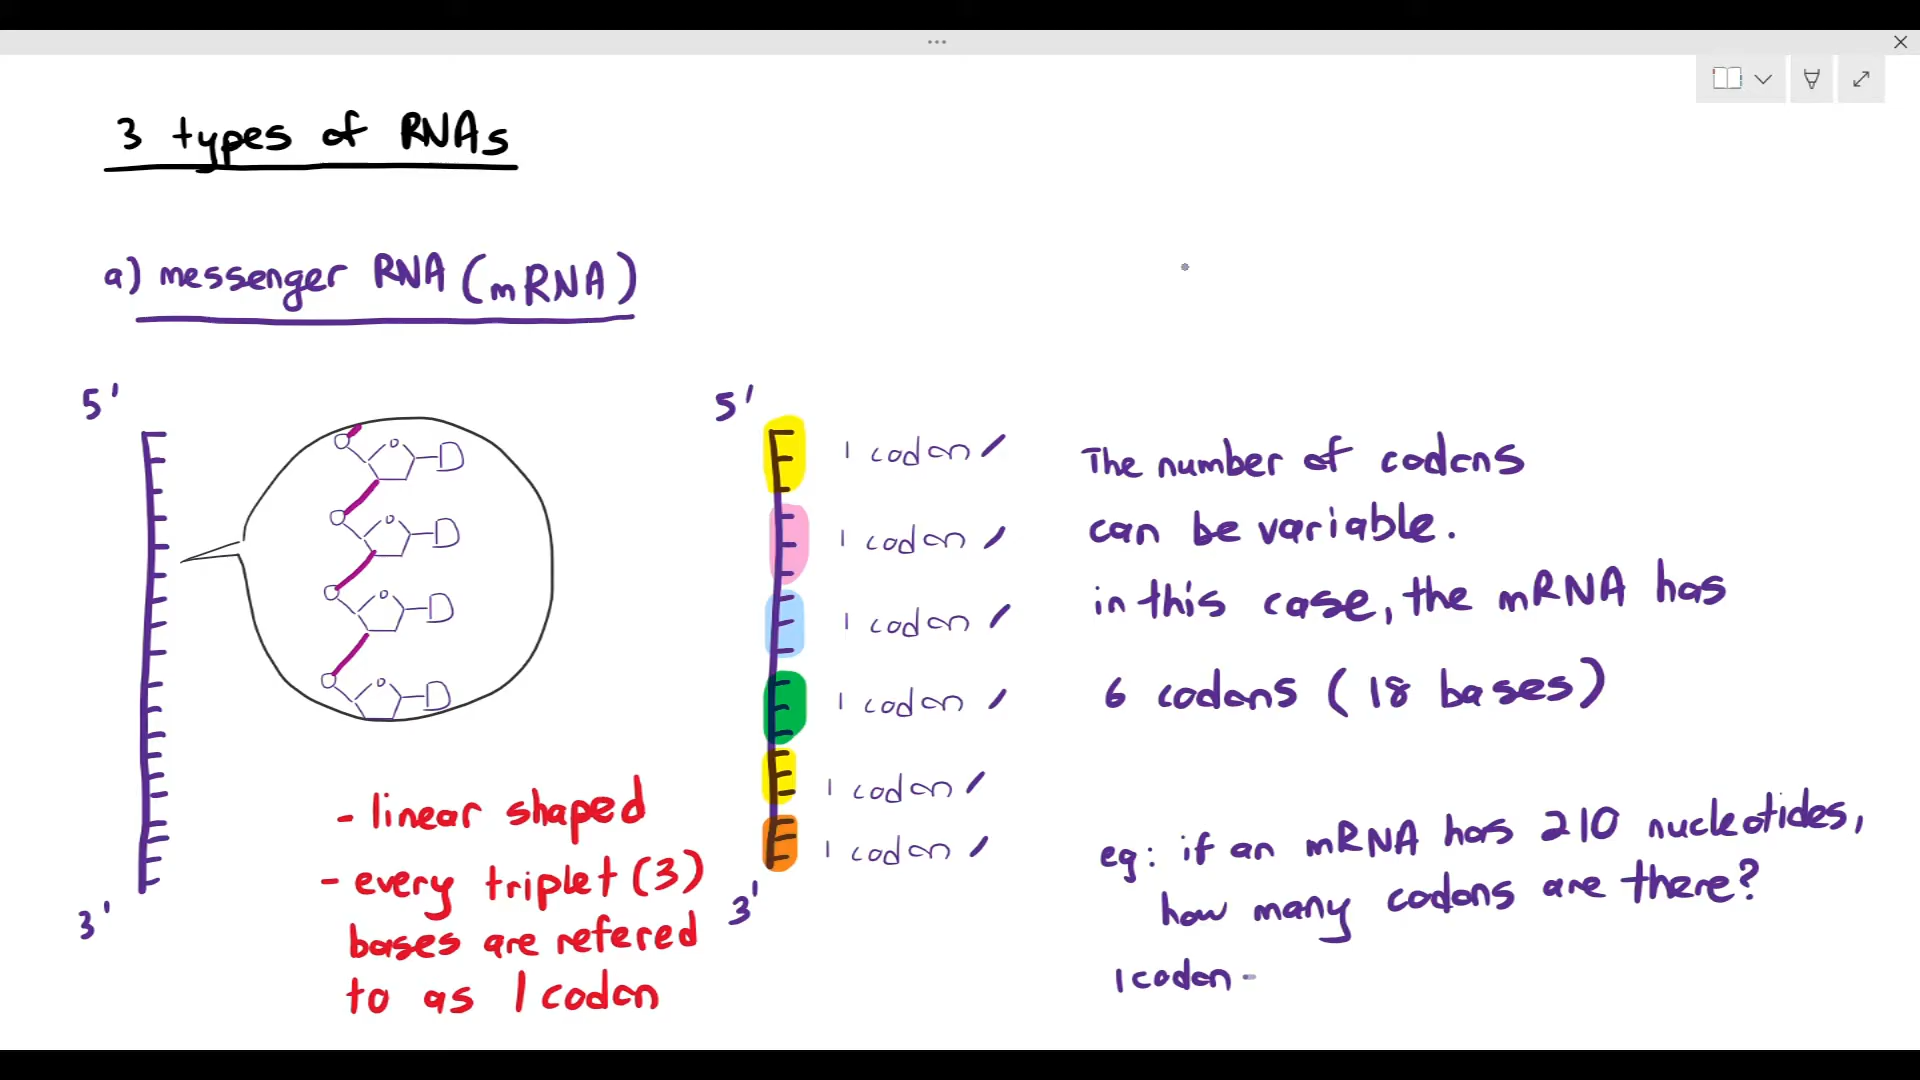 3 types of RNAs
a) messenger RNA (mRNA)
5'
3'
- linear shaped
- every triplet (3)
bases are refered
to as 1 codon
5'
1 codon
1 codon
1 codon
1 codon
1 codon
1 codon
3'
The number of codons
can be variable.
in this case, the mRNA has
6 codons (18 bases)
eg: if an mRNA has 210 nucleotides,
how many codons are there?
1 codon -